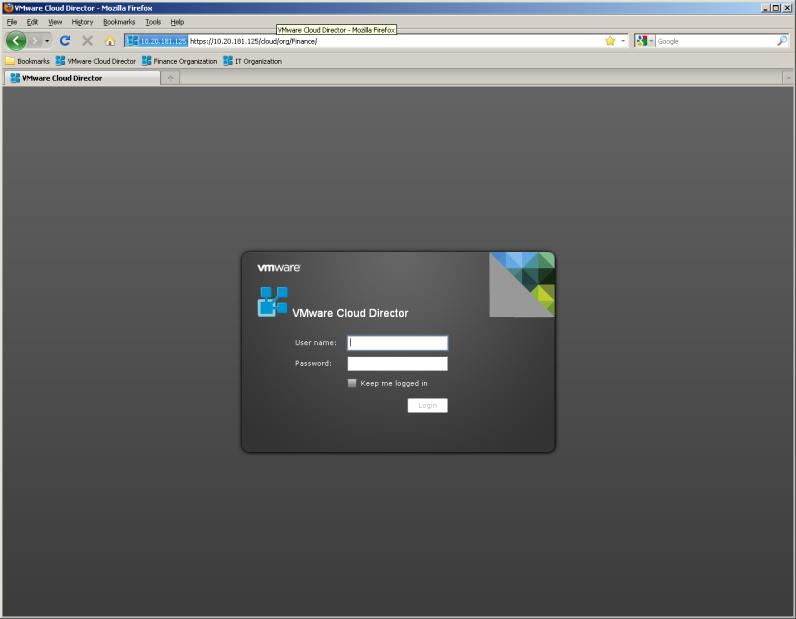 VMware Cloud Director - Mozilla Firefox
File Edit View History Bookmarks Tools Help
VMware Cloud Director - Mozilla Firefox
10.20.181.125 https://10.20.181.125/cloud/org/Finance/
Google
Bookmarks VMware Cloud Director Finance Organization IT Organization
VMware Cloud Director
vmware
VMware Cloud Director
User name:
Password:
Keep me logged in
Login